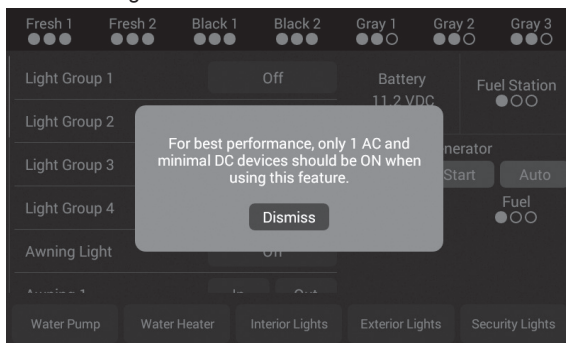 Fresh 1 Fresh 2 Black 1 Black 2 Gray 1 Gray 2 Gray 3
Light Group 1 Off Battery Fuel Station
11.2 VDC
Light Group 2
For best performance, only 1 AC and
minimal DC devices should be ON when
using this feature.
Light Group 3
Start Auto
Light Group 4 Fuel
Dismiss
Awning Light Off
Awning 1 In Out
Water Pump Water Heater Interior Lights Exterior Lights Security Lights